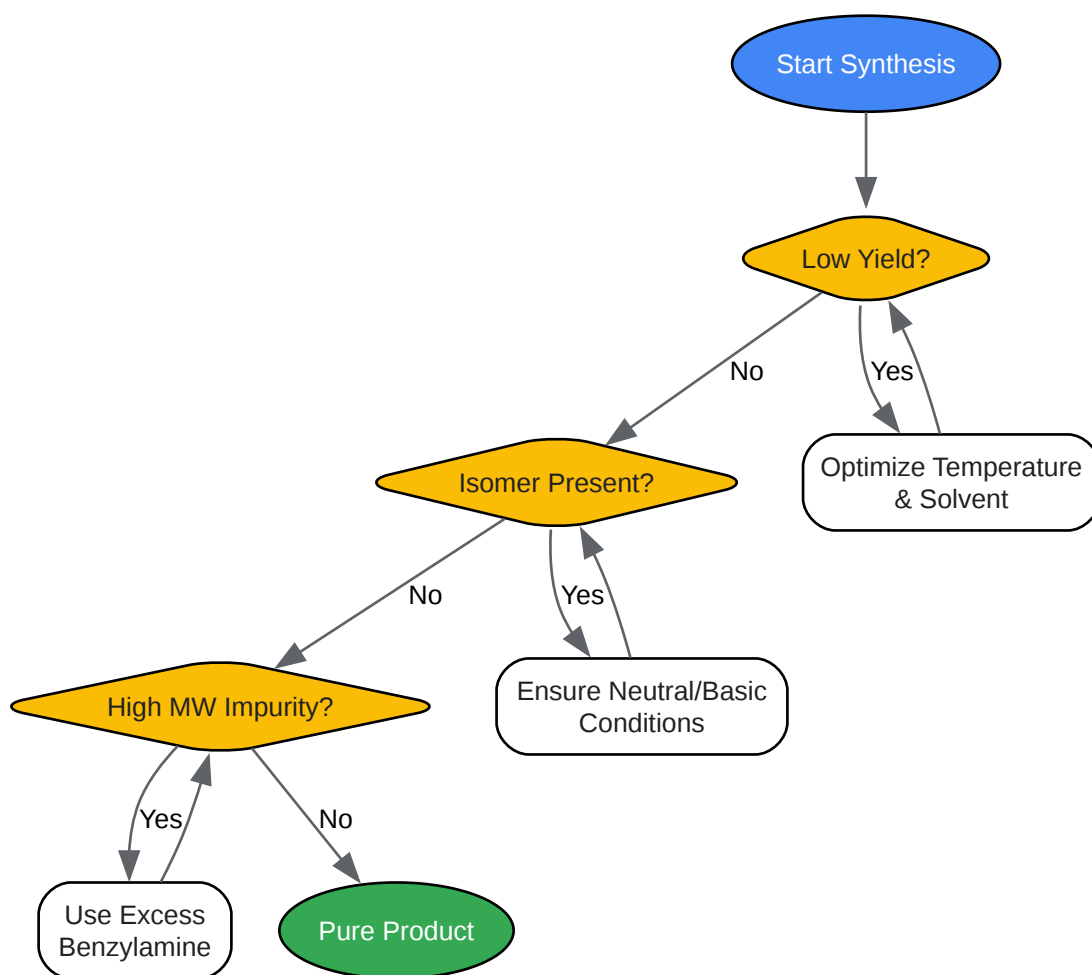 Start Synthesis
Low Yield?
No
Yes
Optimize Temperature
& Solvent
Isomer Present?
No
Yes
Ensure Neutral/Basic
Conditions
High MW Impurity?
Yes
No
Use Excess
Benzylamine
Pure Product